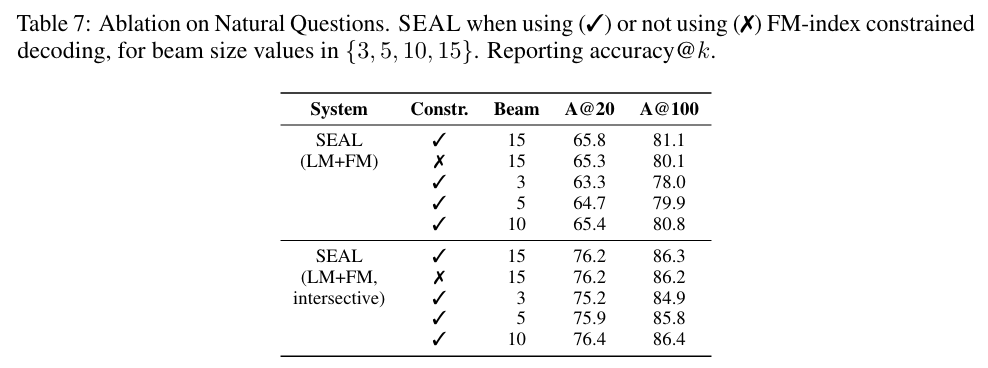 Table 7: Ablation on Natural Questions. SEAL when using (✓) or not using (✗) FM-index constrained
decoding, for beam size values in {3, 5, 10, 15}. Reporting accuracy@k.
System Constr. Beam A@20 A@100
SEAL ✓ 15 65.8 81.1
(LM+FM) ✗ 15 65.3 80.1
✓ 3 63.3 78.0
✓ 5 64.7 79.9
✓ 10 65.4 80.8
SEAL ✓ 15 76.2 86.3
(LM+FM, ✗ 15 76.2 86.2
intersective) ✓ 3 75.2 84.9
✓ 5 75.9 85.8
✓ 10 76.4 86.4